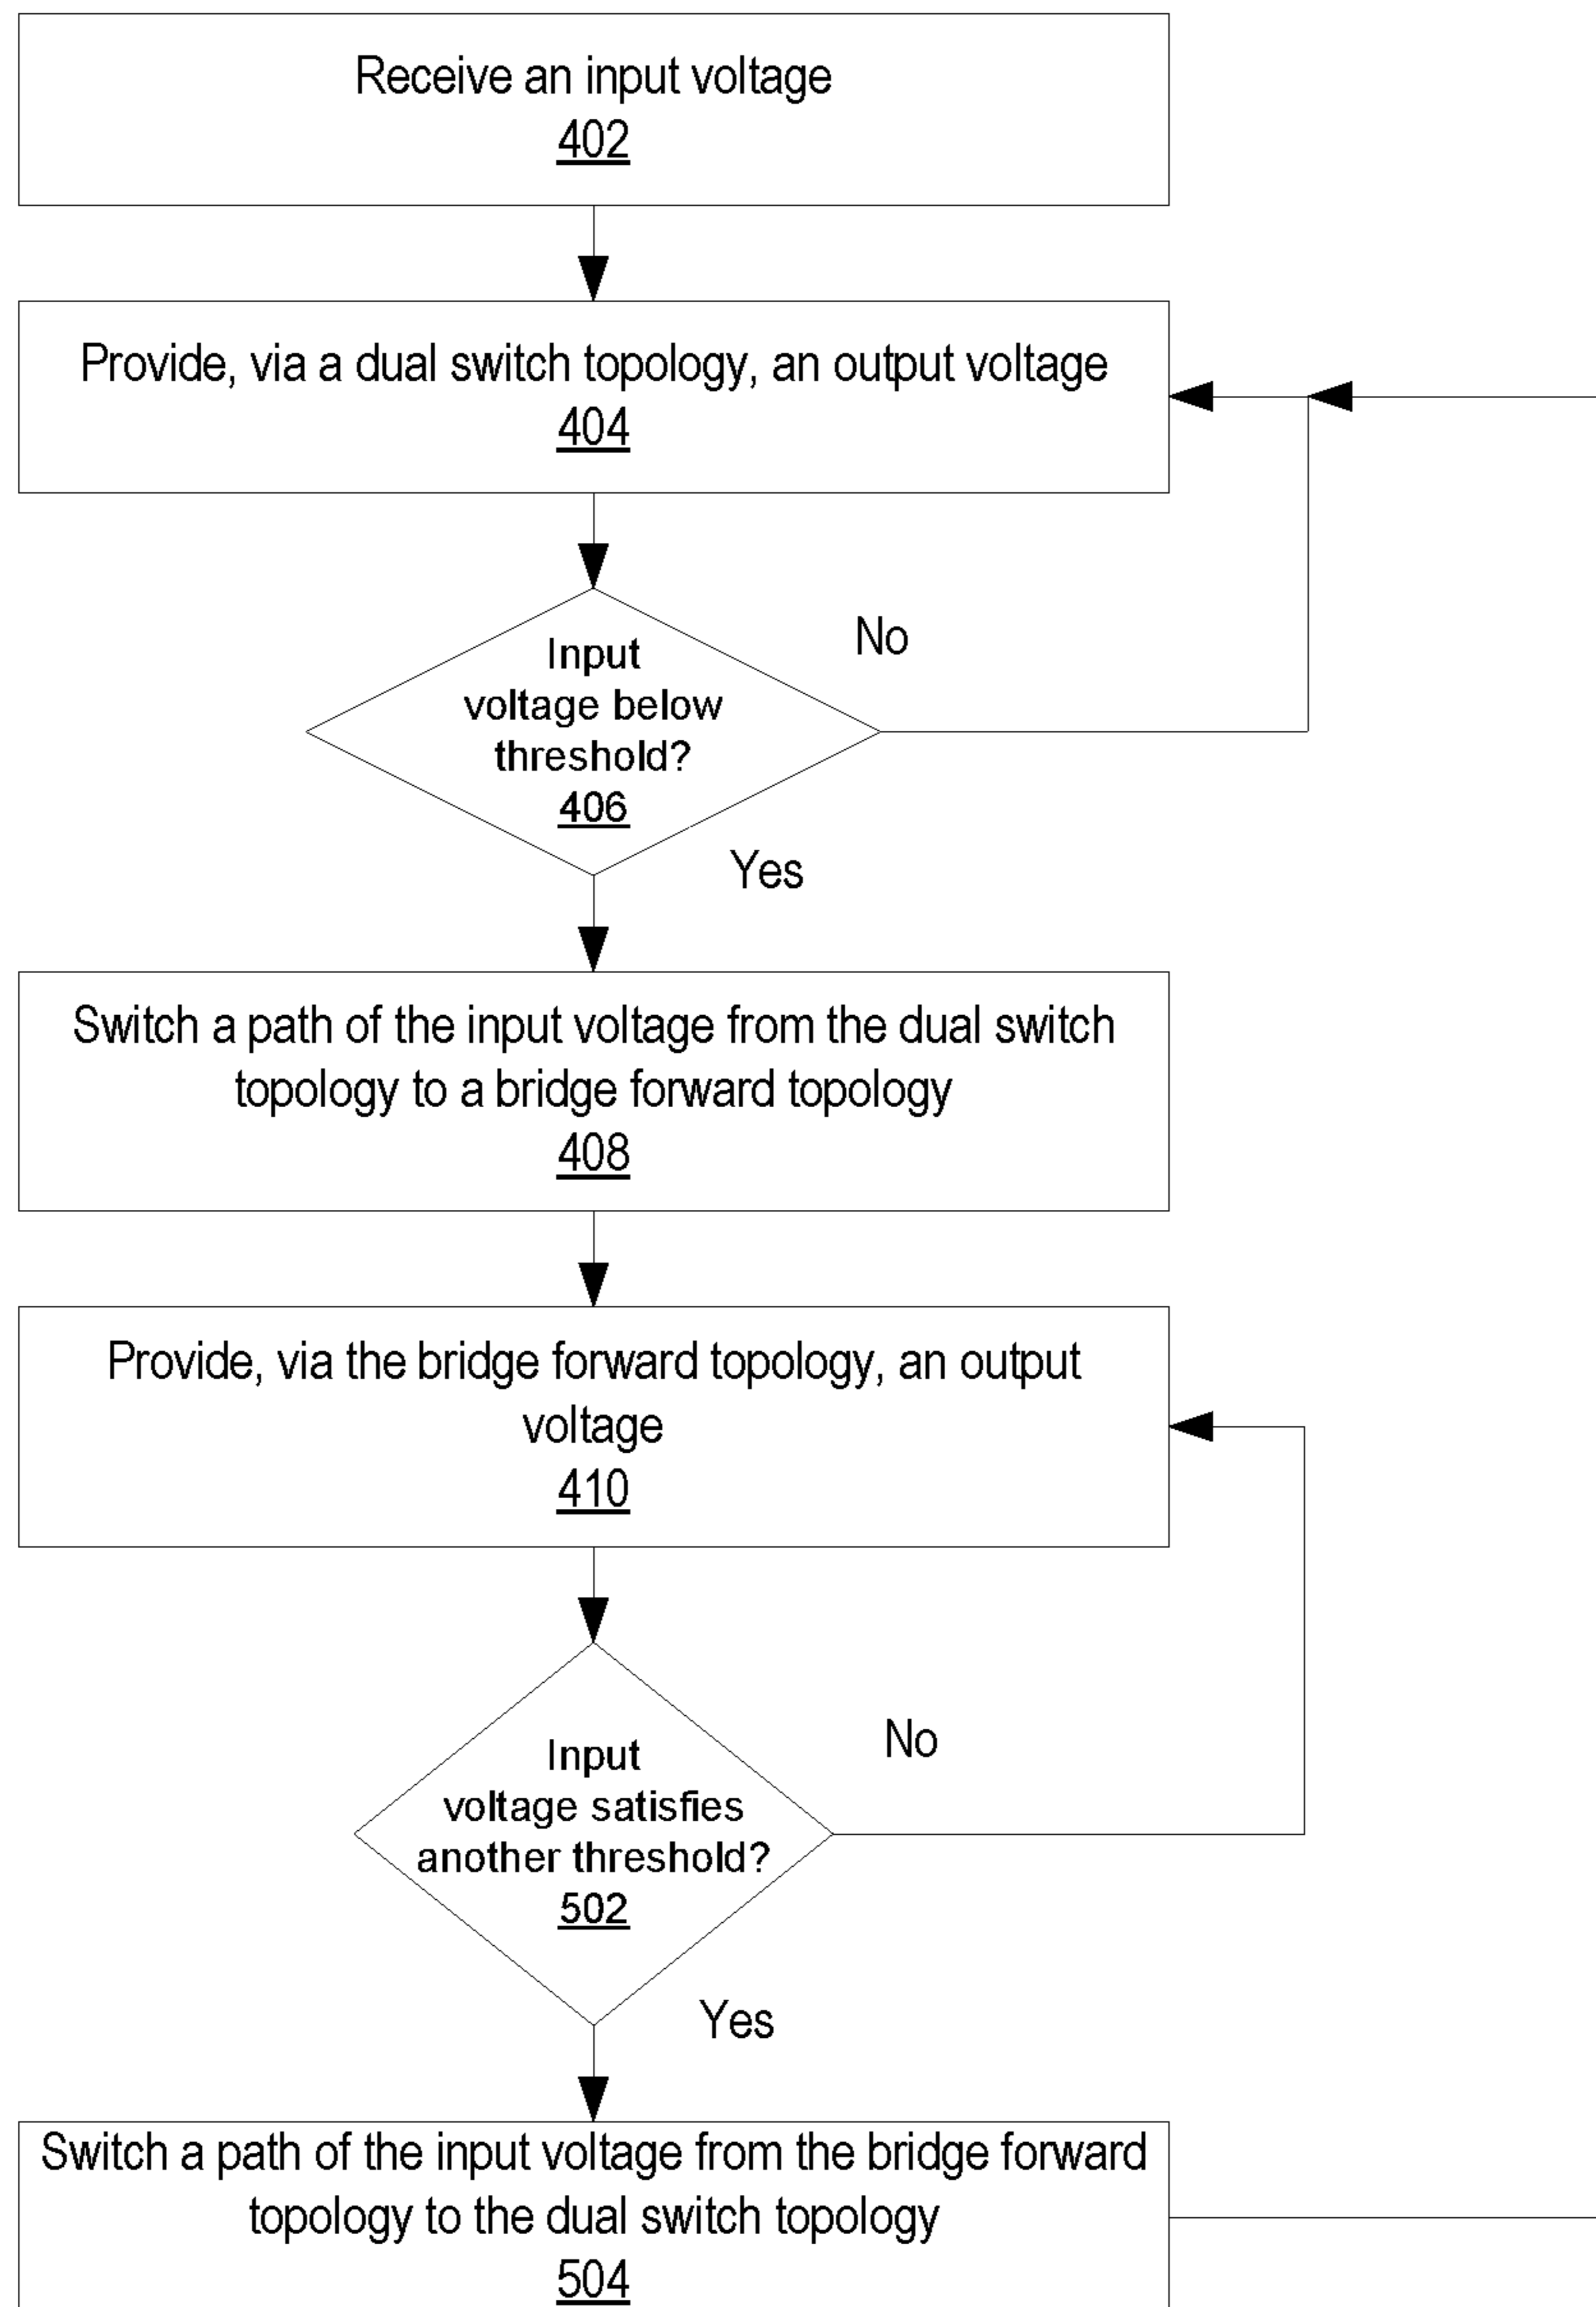 Receive an input voltage
402
Provide, via a dual switch topology, an output voltage
404
Input
voltage below
threshold?
406
No
Yes
Switch a path of the input voltage from the dual switch
topology to a bridge forward topology
408
Provide, via the bridge forward topology, an output
voltage
410
Input
voltage satisfies
another threshold?
502
No
Yes
Switch a path of the input voltage from the bridge forward
topology to the dual switch topology
504